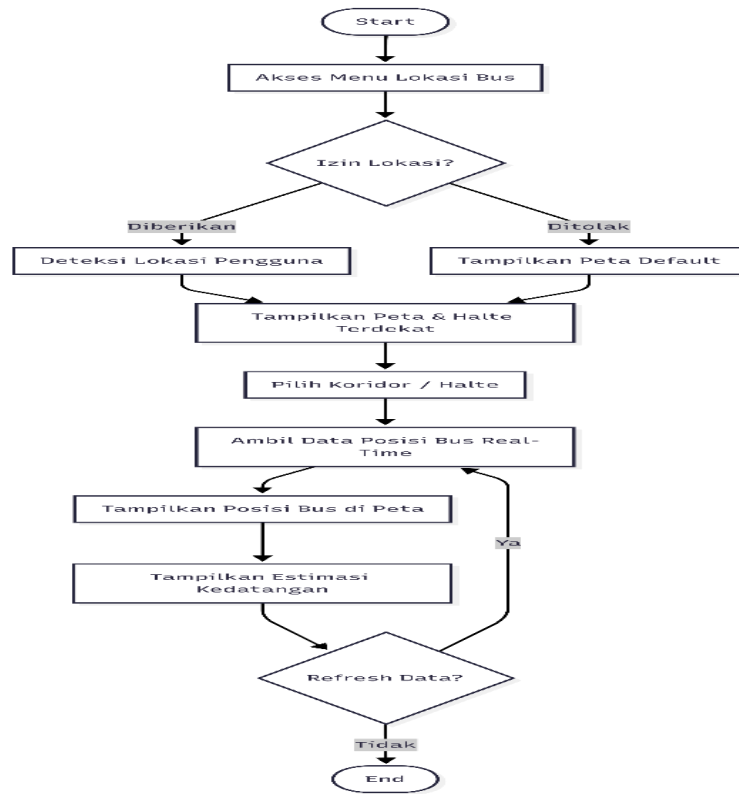 Start
Akses Menu Lokasi Bus
Izin Lokasi?
Diberikan
Ditolak
Deteksi Lokasi Pengguna
Tampilkan Peta Default
Tampilkan Peta & Halte
Terdekat
Pilih Koridor / Halte
Ambil Data Posisi Bus Real-
Time
Tampilkan Posisi Bus di Peta
Ya
Tampilkan Estimasi
Kedatangan
Refresh Data?
Tidak
End